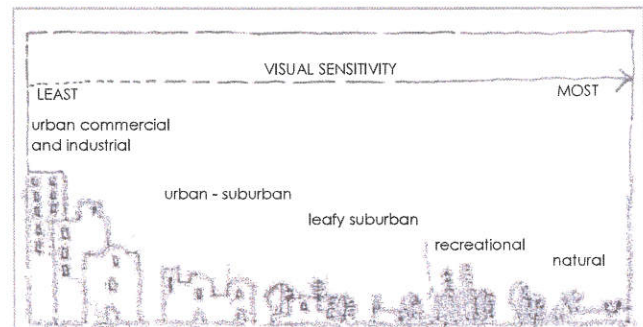 VISUAL SENSITIVITY
LEAST
MOST
urban commercial
and industrial
urban - suburban
leafy suburban
recreational
natural